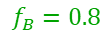 f_B = 0.8